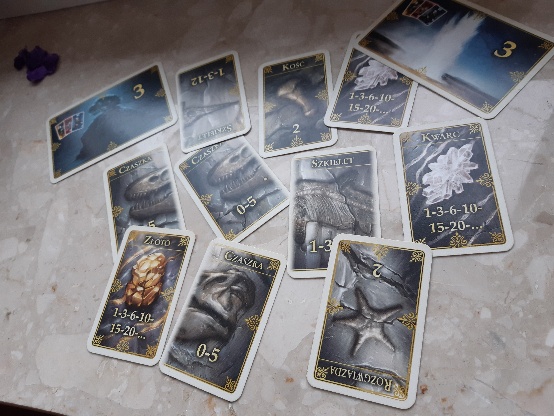 3
1-3-12
SZKIELET
KOŚĆ
2
1-3-6-10-
15-20-...
3
CZASZKA
CZASZKA
0-5
SZKIELET
1-3
KWARC
1-3-6-10-
15-20-...
ZŁOTO
1-3-6-10-
15-20-...
CZASZKA
0-5
2
ROZGWIAZDA